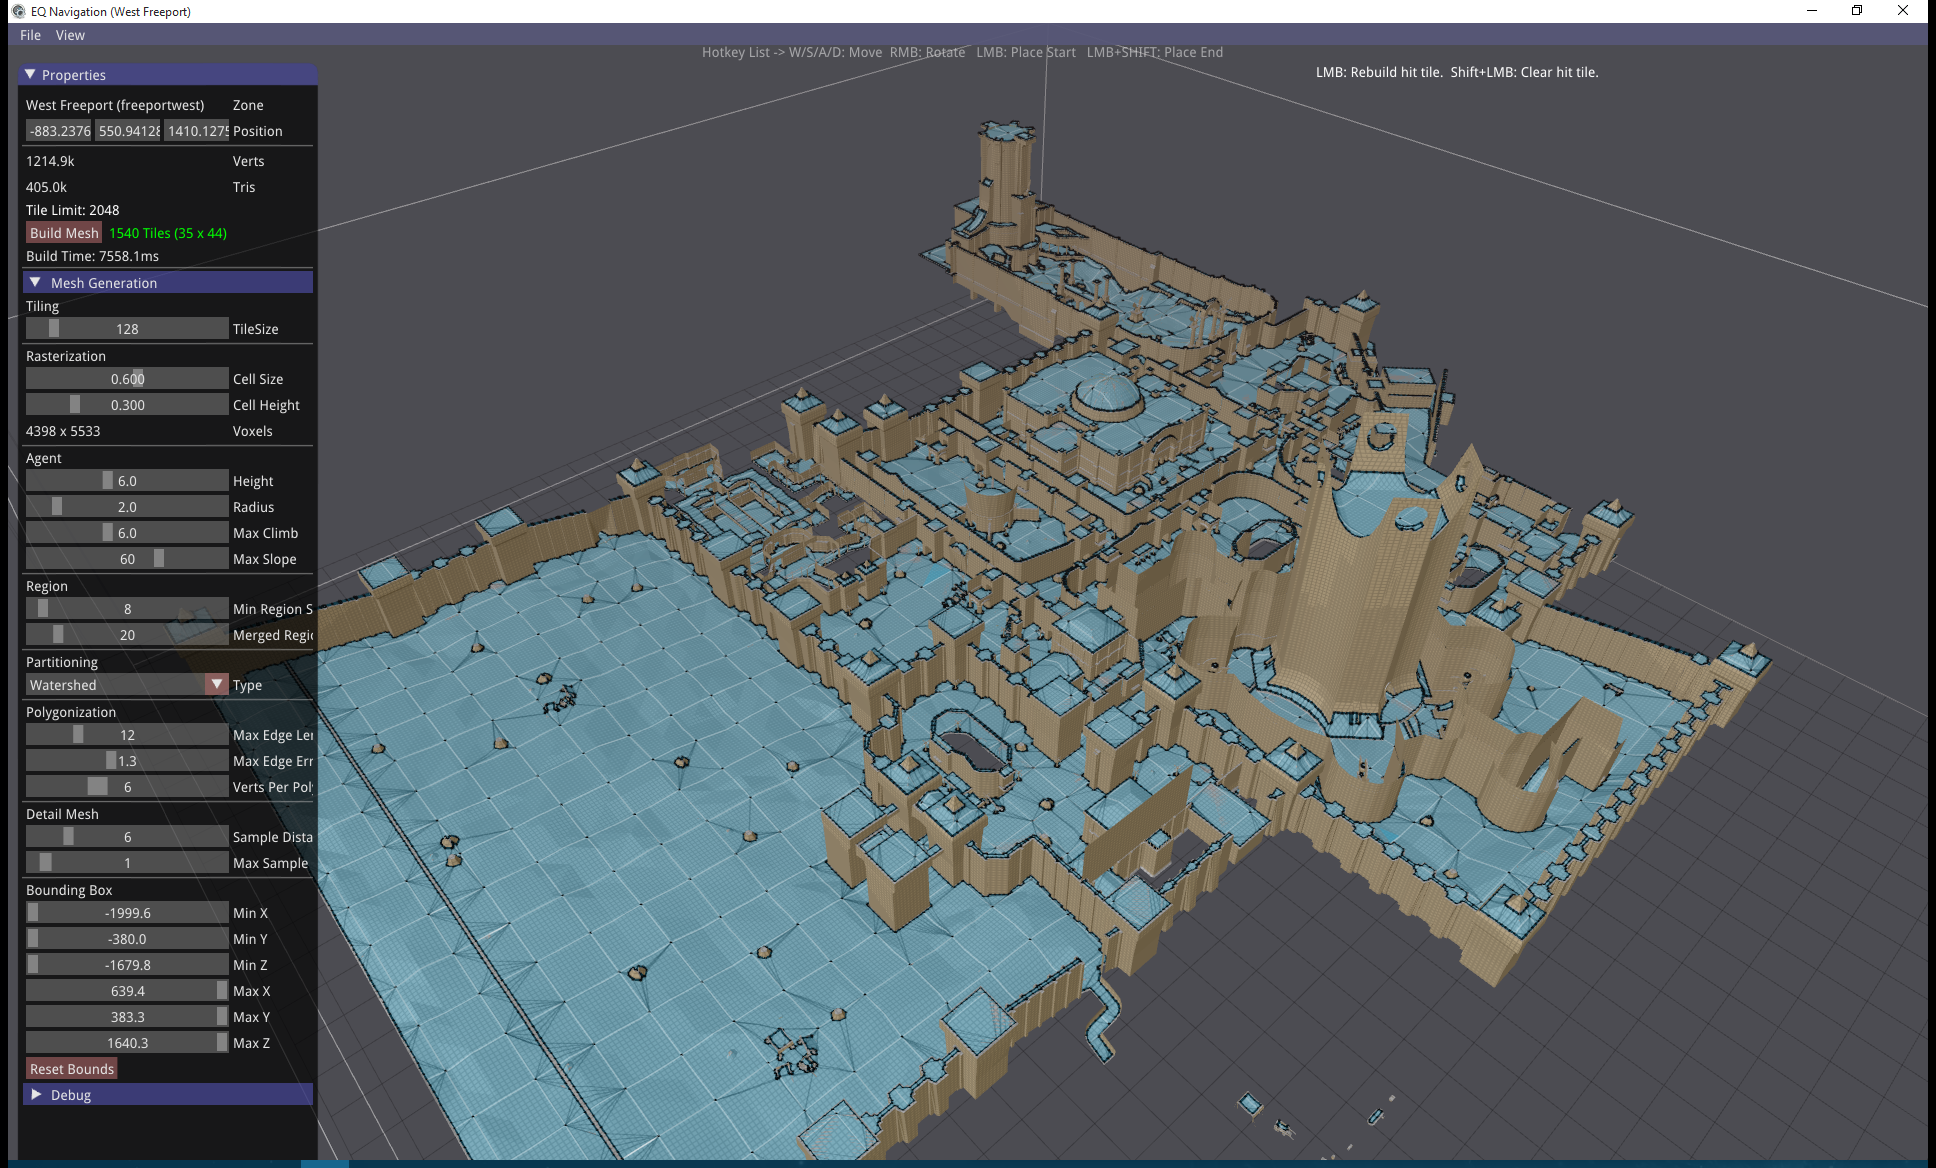 EQ Navigation (West Freeport)
File View
Hotkey List -> W/S/A/D: Move RMB: Rotate LMB: Place Start LMB+SHIFT: Place End
LMB: Rebuild hit tile. Shift+LMB: Clear hit tile.
Properties
West Freeport (freeportwest) Zone
-883.2376 550.94128 1410.1275 Position
1214.9k Verts
405.0k Tris
Tile Limit: 2048
Build Mesh 1540 Tiles (35 x 44)
Build Time: 7558.1ms
Mesh Generation
Tiling
128 TileSize
Rasterization
0.600 Cell Size
0.300 Cell Height
4398 x 5533 Voxels
Agent
6.0 Height
2.0 Radius
6.0 Max Climb
60 Max Slope
Region
8 Min Region S
20 Merged Regi
Partitioning
Watershed Type
Polygonization
12 Max Edge Le
1.3 Max Edge Err
6 Verts Per Pol
Detail Mesh
6 Sample Dista
1 Max Sample
Bounding Box
-1999.6 Min X
-380.0 Min Y
-1679.8 Min Z
639.4 Max X
383.3 Max Y
1640.3 Max Z
Reset Bounds
Debug